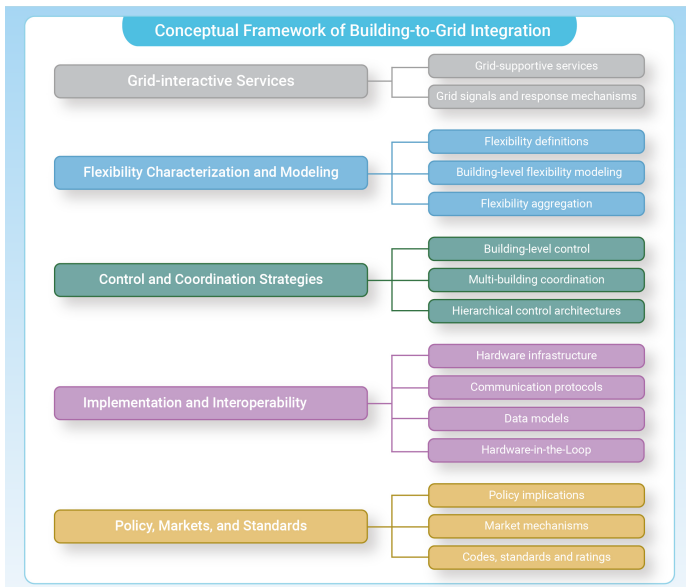 Conceptual Framework of Building-to-Grid Integration
Grid-interactive Services
Grid-supportive services
Grid signals and response mechanisms
Flexibility Characterization and Modeling
Flexibility definitions
Building-level flexibility modeling
Flexibility aggregation
Control and Coordination Strategies
Building-level control
Multi-building coordination
Hierarchical control architectures
Implementation and Interoperability
Hardware infrastructure
Communication protocols
Data models
Hardware-in-the-Loop
Policy, Markets, and Standards
Policy implications
Market mechanisms
Codes, standards and ratings